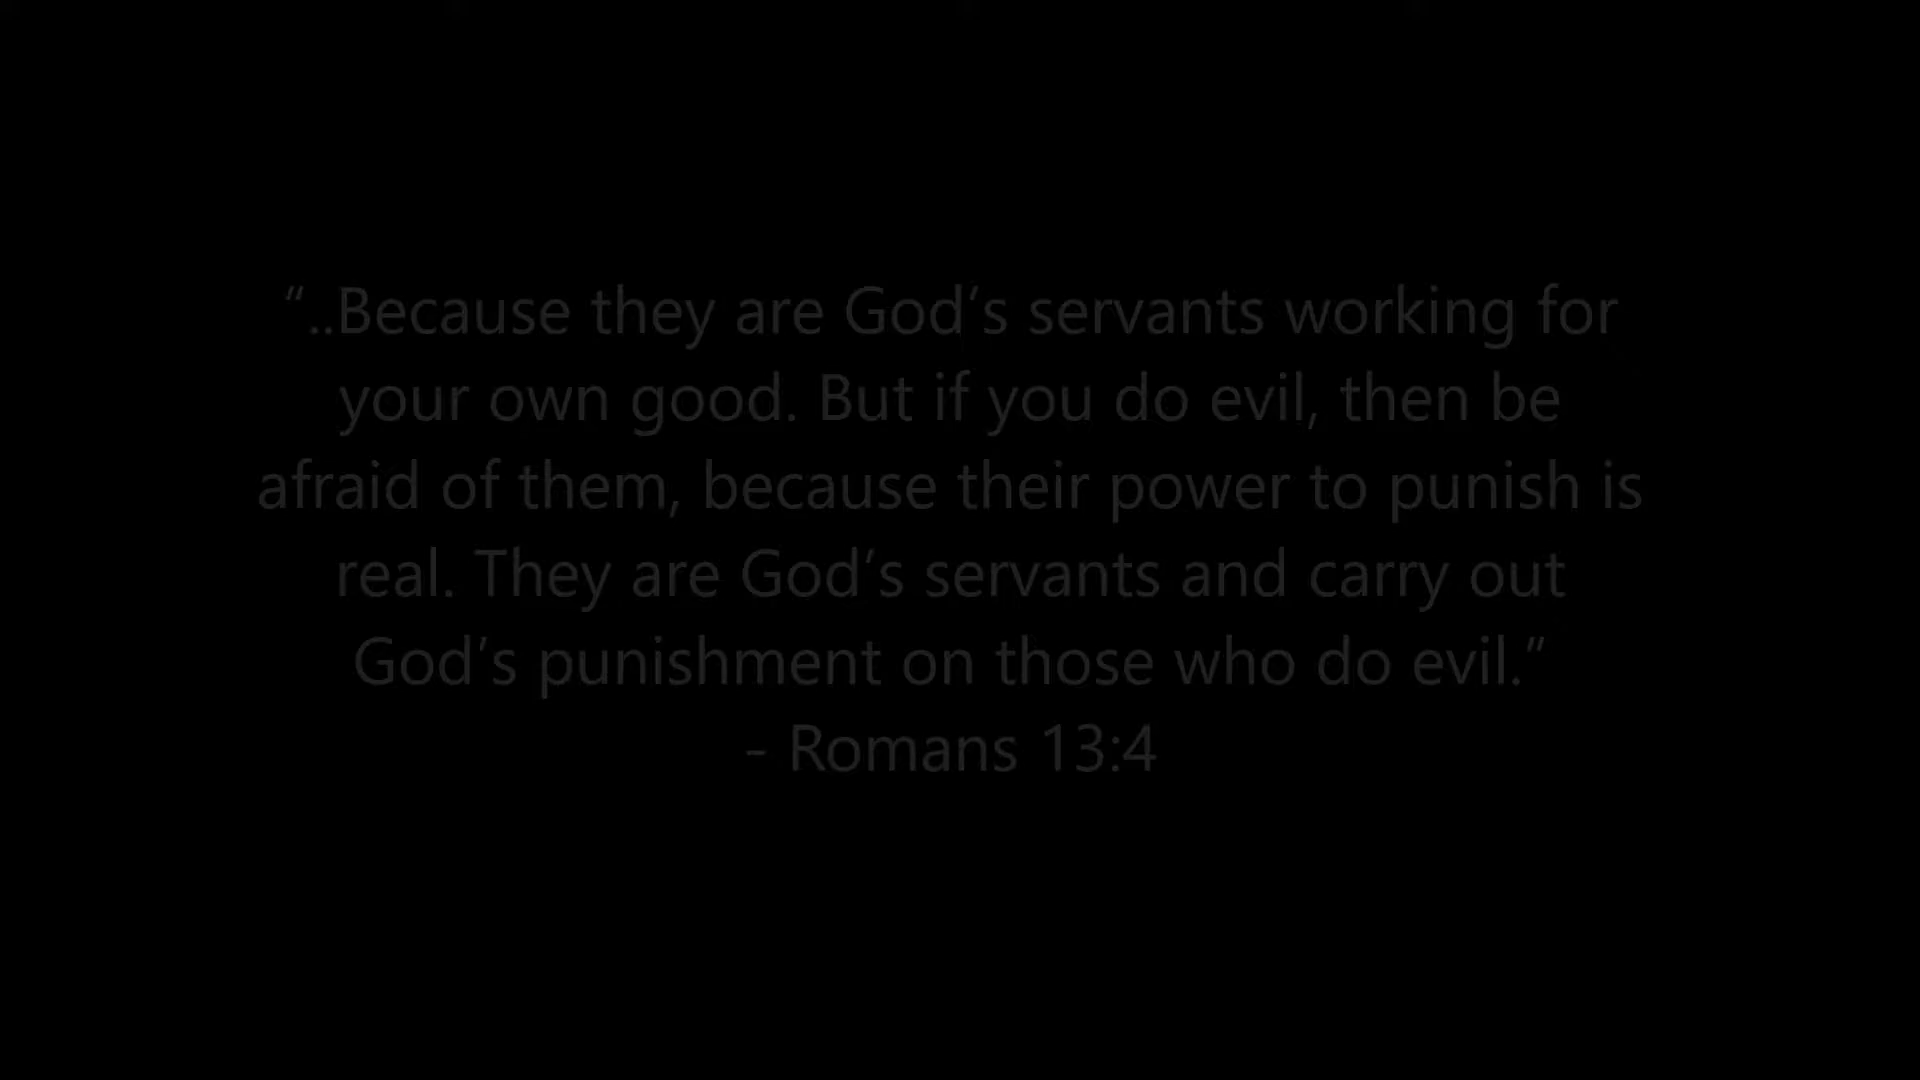 “..Because they are God’s servants working for
your own good. But if you do evil, then be
afraid of them, because their power to punish is
real. They are God’s servants and carry out
God’s punishment on those who do evil.”
- Romans 13:4